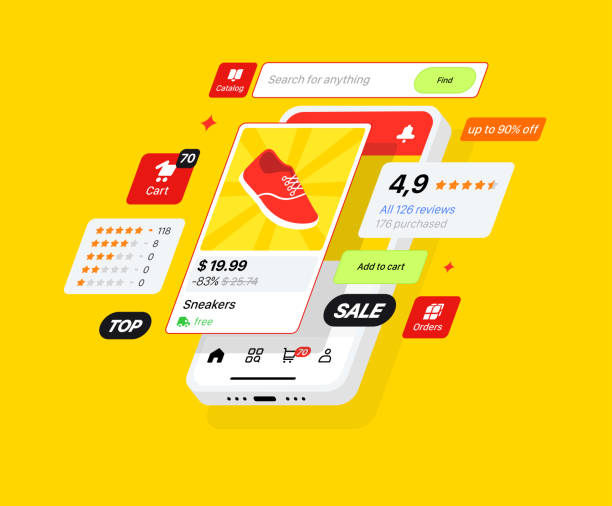 Catalog
Search for anything
Find
up to 90% off
70
Cart
4,9
All 126 reviews
176 purchased
118
8
0
0
0
$ 19.99
-83% $ 25.74
Sneakers
free
Add to cart
TOP
SALE
Orders
70